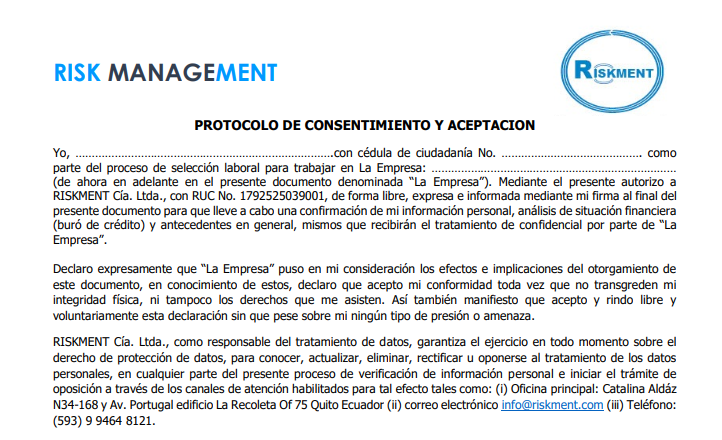 RISK MANAGEMENT
RISKMENT
PROTOCOLO DE CONSENTIMIENTO Y ACEPTACION
Yo, ……………………………………………………………………….con cédula de ciudadanía No. ……………………………………. como
parte del proceso de selección laboral para trabajar en La Empresa: …………………………………………………………………
(de ahora en adelante en el presente documento denominada “La Empresa”). Mediante el presente autorizo a
RISKMENT Cía. Ltda., con RUC No. 1792525039001, de forma libre, expresa e informada mediante mi firma al final del
presente documento para que lleve a cabo una confirmación de mi información personal, análisis de situación financiera
(buró de crédito) y antecedentes en general, mismos que recibirán el tratamiento de confidencial por parte de “La
Empresa”.
Declaro expresamente que “La Empresa” puso en mi consideración los efectos e implicaciones del otorgamiento de
este documento, en conocimiento de estos, declaro que acepto mi conformidad toda vez que no transgreden mi
integridad física, ni tampoco los derechos que me asisten. Así también manifiesto que acepto y rindo libre y
voluntariamente esta declaración sin que pese sobre mi ningún tipo de presión o amenaza.
RISKMENT Cía. Ltda., como responsable del tratamiento de datos, garantiza el ejercicio en todo momento sobre el
derecho de protección de datos, para conocer, actualizar, eliminar, rectificar u oponerse al tratamiento de los datos
personales, en cualquier parte del presente proceso de verificación de información personal e iniciar el trámite de
oposición a través de los canales de atención habilitados para tal efecto tales como: (i) Oficina principal: Catalina Aldáz
N34-168 y Av. Portugal edificio La Recoleta Of 75 Quito Ecuador (ii) correo electrónico info@riskment.com (iii) Teléfono:
(593) 9 9464 8121.